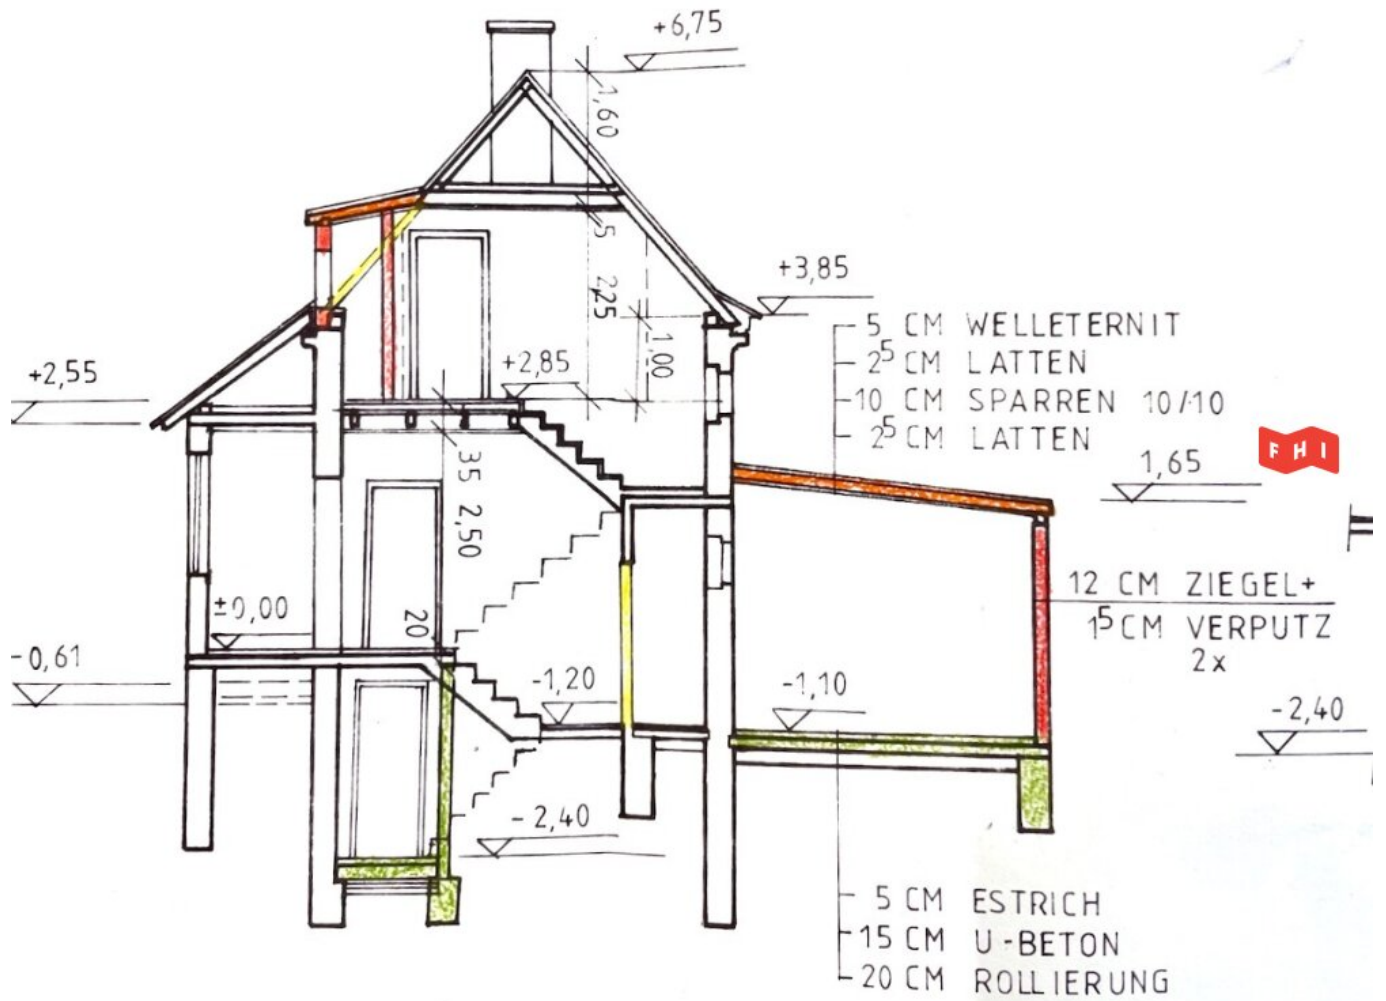 +6,75
1,60
5
2,25
+3,85
1,00
+2,85
+2,55
5 CM WELLETERNIT
2⁵ CM LATTEN
10 CM SPARREN 10/10
2⁵ CM LATTEN
FHI
1,65
35 2,50
±0,00
20
12 CM ZIEGEL+
1⁵ CM VERPUTZ
2x
-0,61
-1,20
-1,10
-2,40
-2,40
5 CM ESTRICH
15 CM U-BETON
20 CM ROLLIERUNG